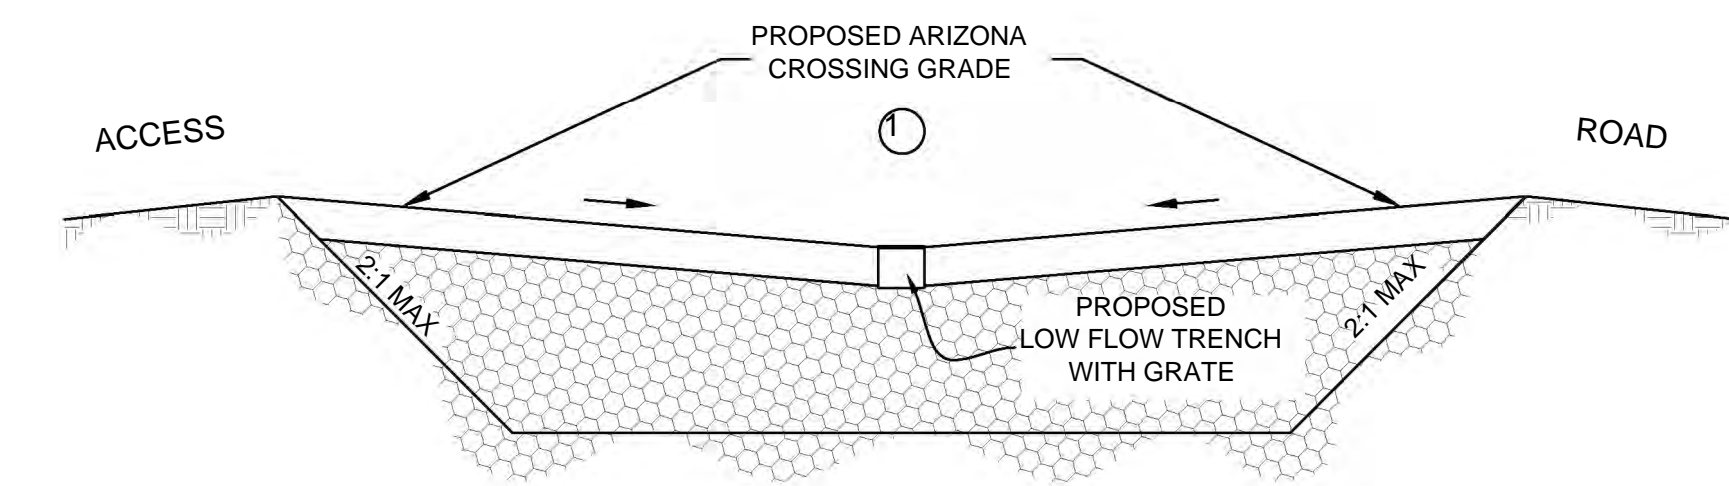 PROPOSED ARIZONA
CROSSING GRADE
ACCESS
1
ROAD
2:1 MAX
2:1 MAX
PROPOSED
LOW FLOW TRENCH
WITH GRATE